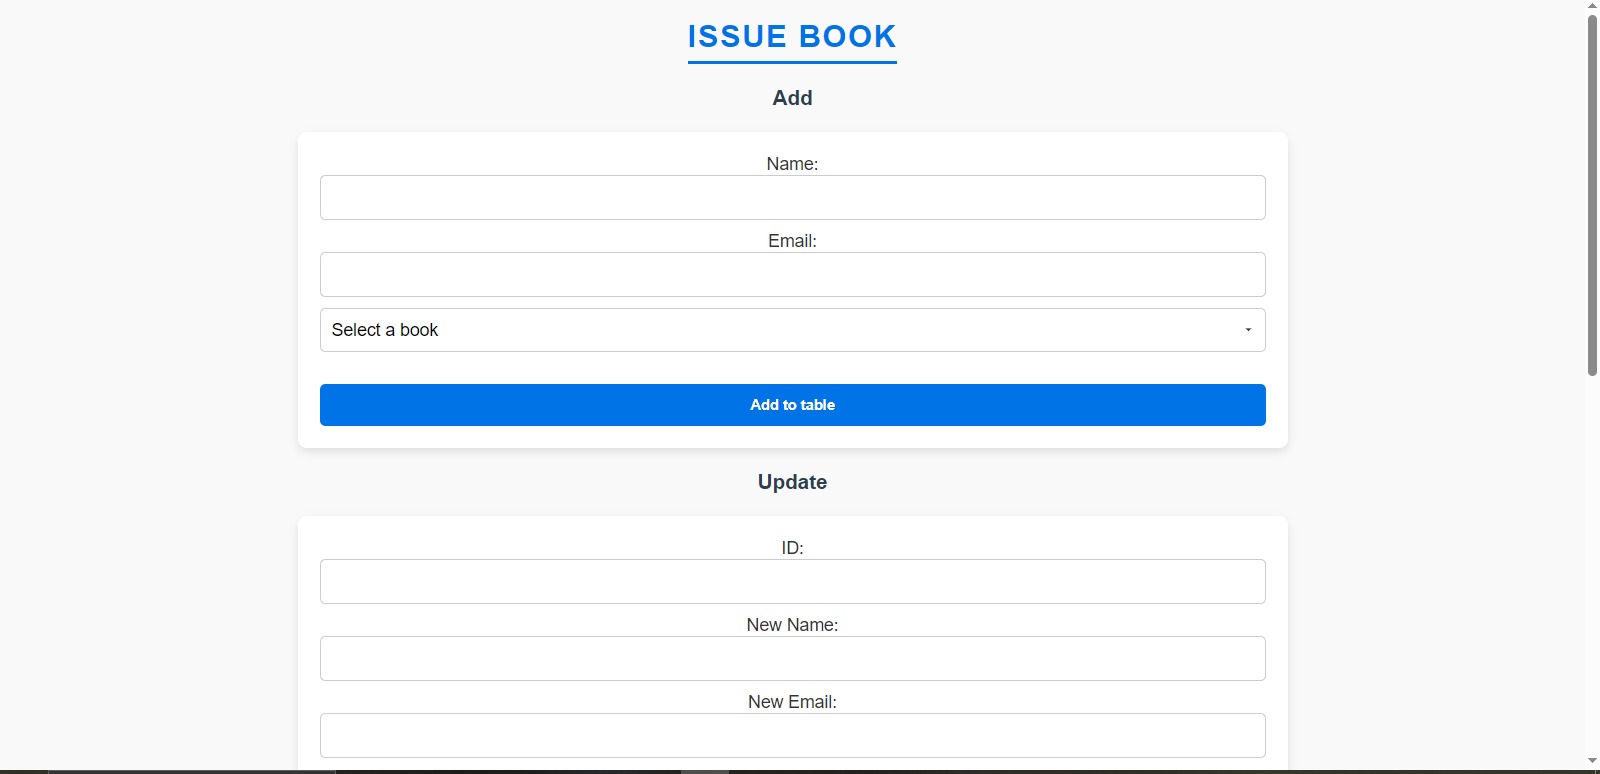 ISSUE BOOK
Add
Name:
Email:
Select a book
Add to table
Update
ID:
New Name:
New Email: